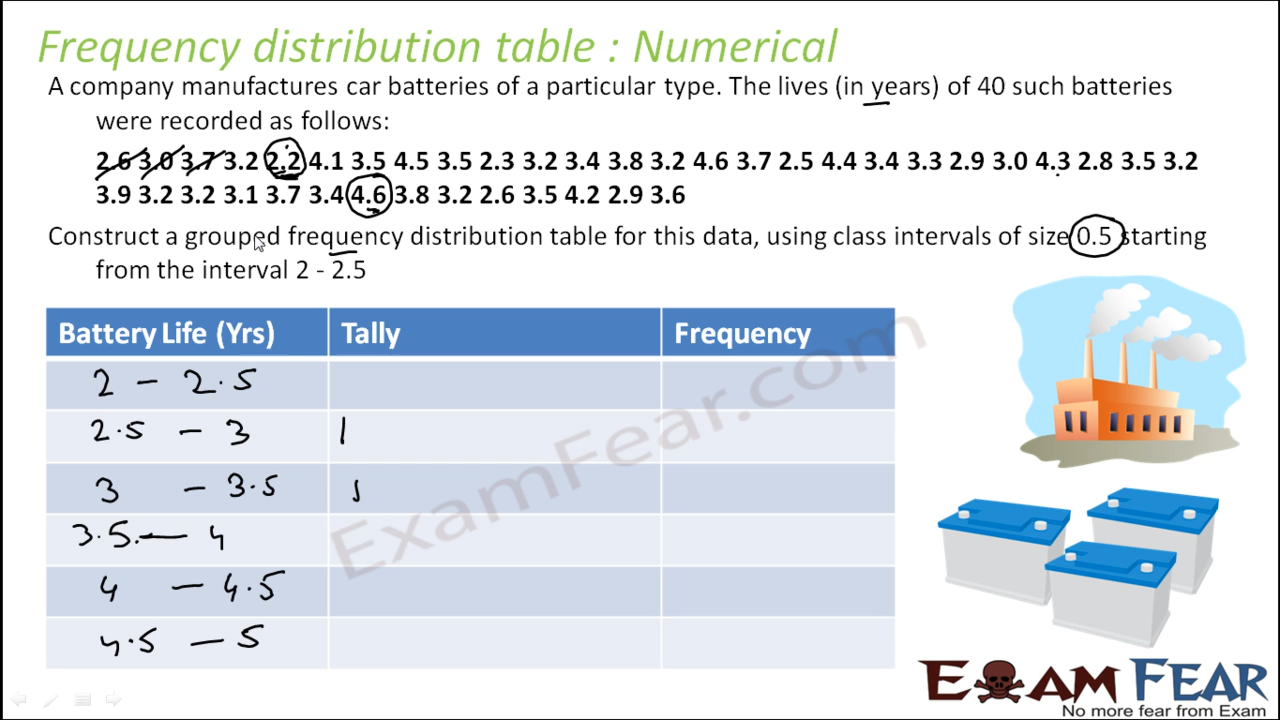 Frequency distribution table : Numerical
A company manufactures car batteries of a particular type. The lives (in years) of 40 such batteries
were recorded as follows:
2.6 3.0 3.7 3.2 2.2 4.1 3.5 4.5 3.5 2.3 3.2 3.4 3.8 3.2 4.6 3.7 2.5 4.4 3.4 3.3 2.9 3.0 4.3 2.8 3.5 3.2
3.9 3.2 3.2 3.1 3.7 3.4 4.6 3.8 3.2 2.6 3.5 4.2 2.9 3.6
Construct a grouped frequency distribution table for this data, using class intervals of size 0.5 starting
from the interval 2 - 2.5
Battery Life (Yrs) Tally Frequency
2 - 2.5
2.5 - 3 |
3 - 3.5 |
3.5 - 4
4 - 4.5
4.5 - 5
ExamFear.com
EXAM FEAR
No more fear from Exam